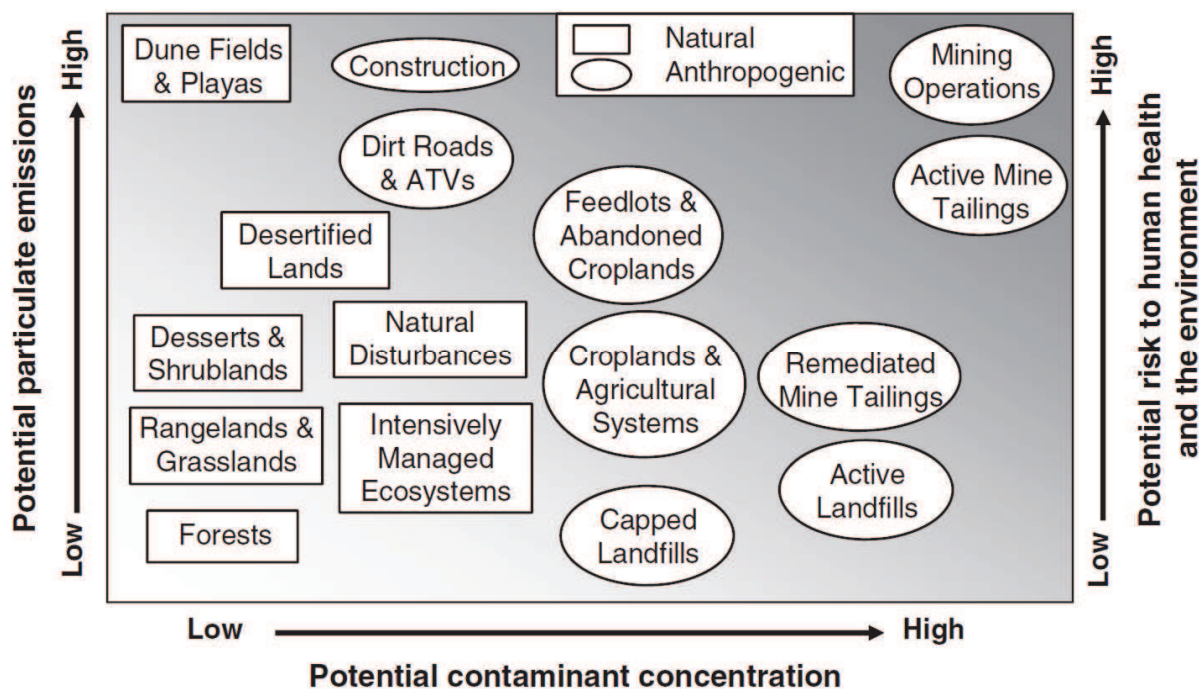 High
Potential particulate emissions
Low
Dune Fields
& Playas
Construction
Natural
Anthropogenic
Mining
Operations
Dirt Roads
& ATVs
Active Mine
Tailings
Feedlots &
Abandoned
Croplands
Desertified
Lands
Natural
Disturbances
Desserts &
Shrublands
Croplands &
Agricultural
Systems
Remediated
Mine Tailings
Rangelands &
Grasslands
Intensively
Managed
Ecosystems
Active
Landfills
Forests
Capped
Landfills
High
Low
Potential risk to human health
and the environment
Low
High
Potential contaminant concentration